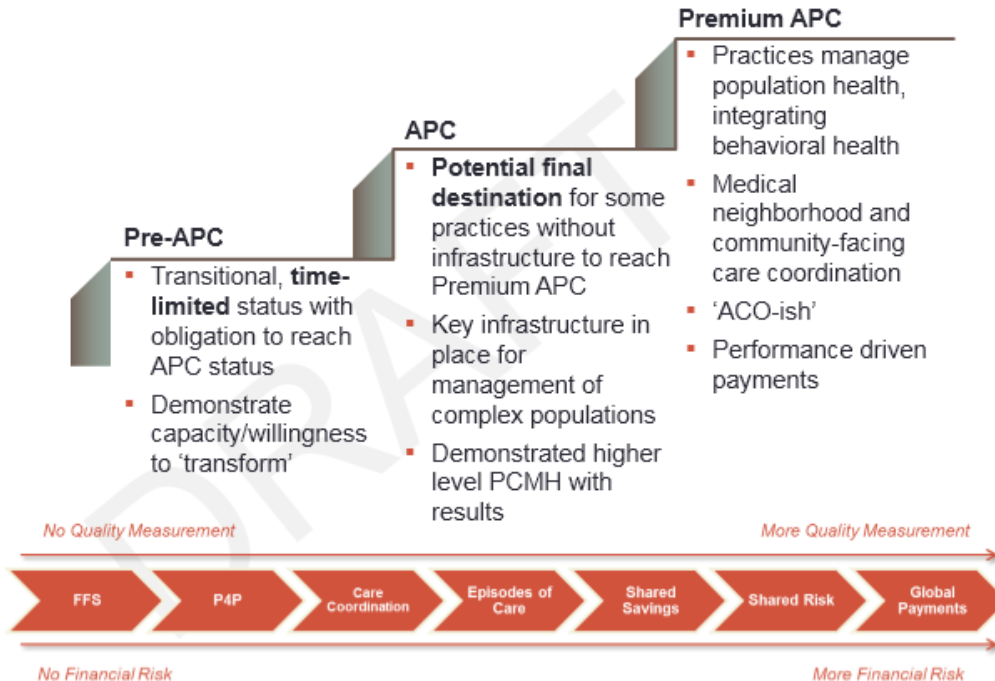 Premium APC
▪ Practices manage
population health,
integrating
behavioral health
▪ Medical
neighborhood and
community-facing
care coordination
▪ ‘ACO-ish’
▪ Performance driven
payments
APC
▪ Potential final
destination for some
practices without
infrastructure to reach
Premium APC
▪ Key infrastructure in
place for
management of
complex populations
▪ Demonstrated higher
level PCMH with
results
Pre-APC
▪ Transitional, time-
limited status with
obligation to reach
APC status
▪ Demonstrate
capacity/willingness
to ‘transform’
DRAFT
No Quality Measurement
More Quality Measurement
FFS
P4P
Care
Coordination
Episodes of
Care
Shared
Savings
Shared Risk
Global
Payments
No Financial Risk
More Financial Risk